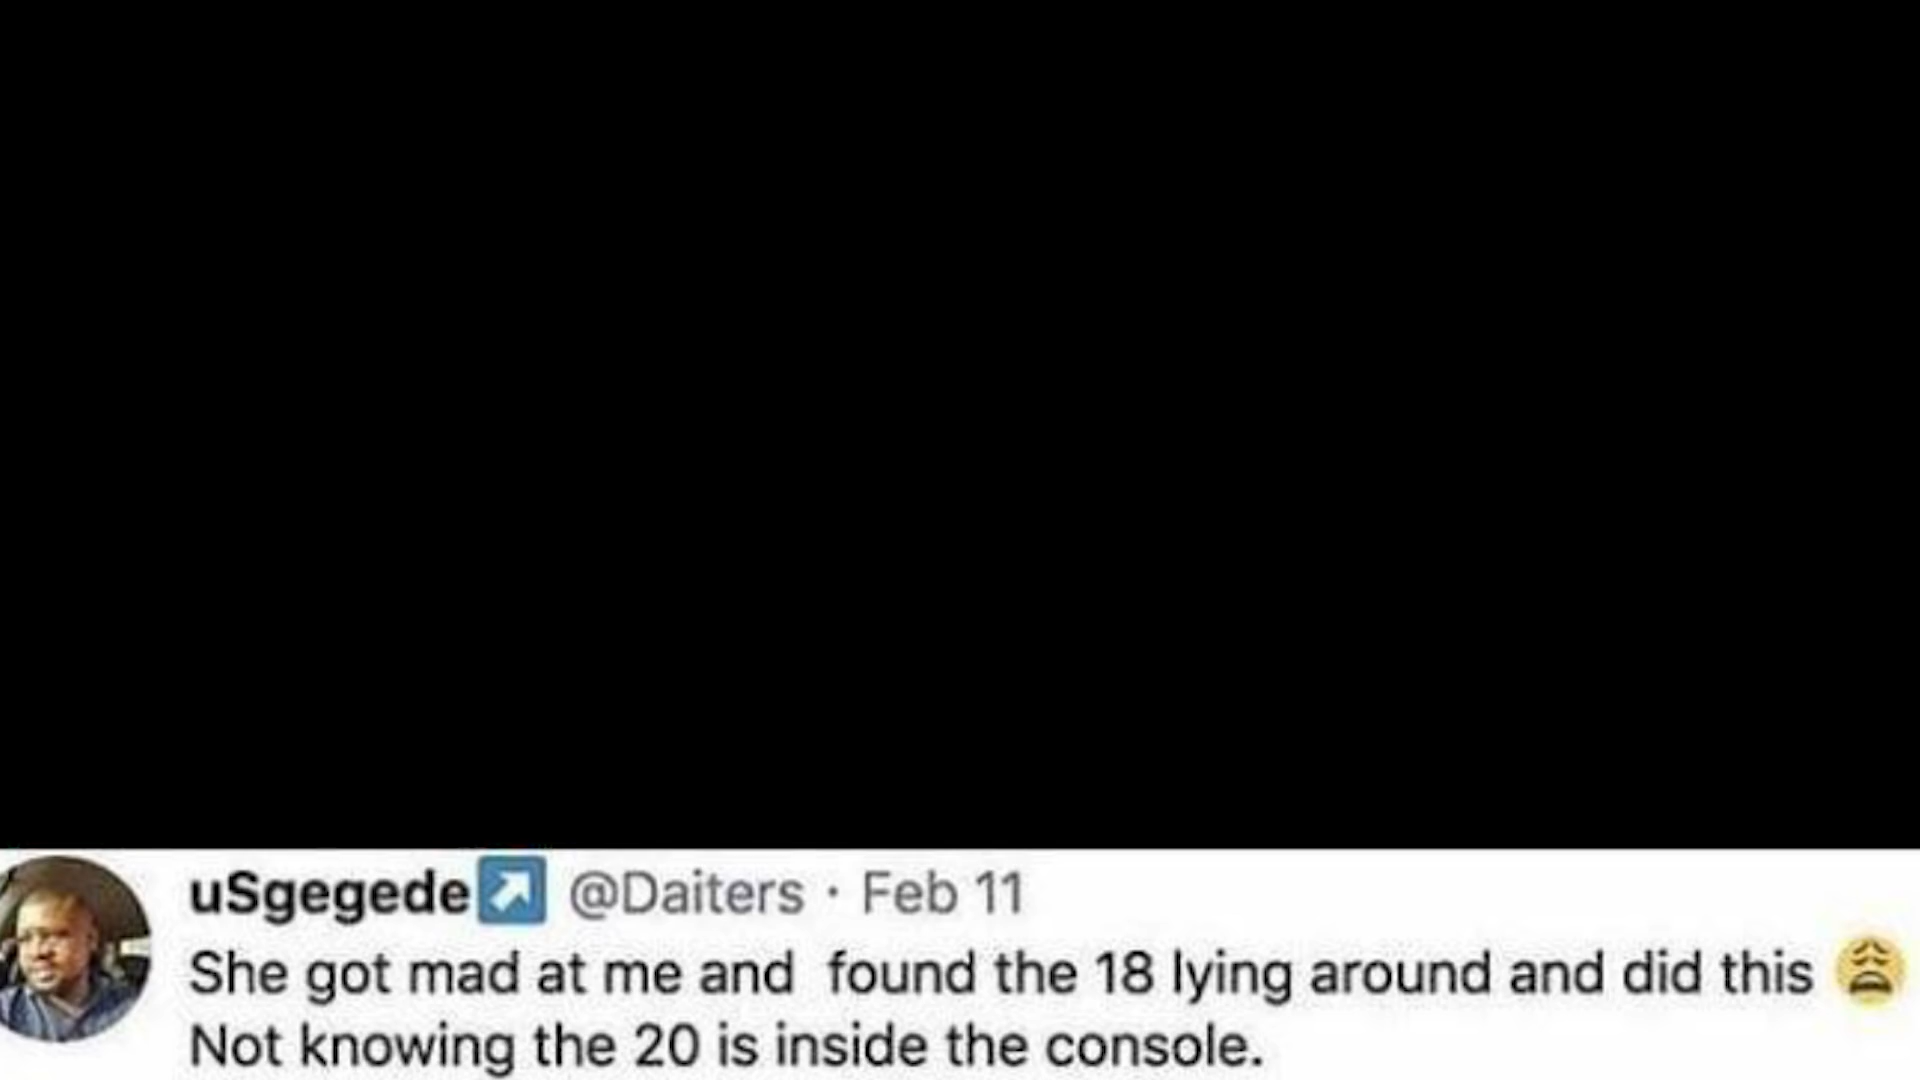 uSgegede↗️ @Daiters · Feb 11
She got mad at me and  found the 18 lying around and did this 😩
Not knowing the 20 is inside the console.